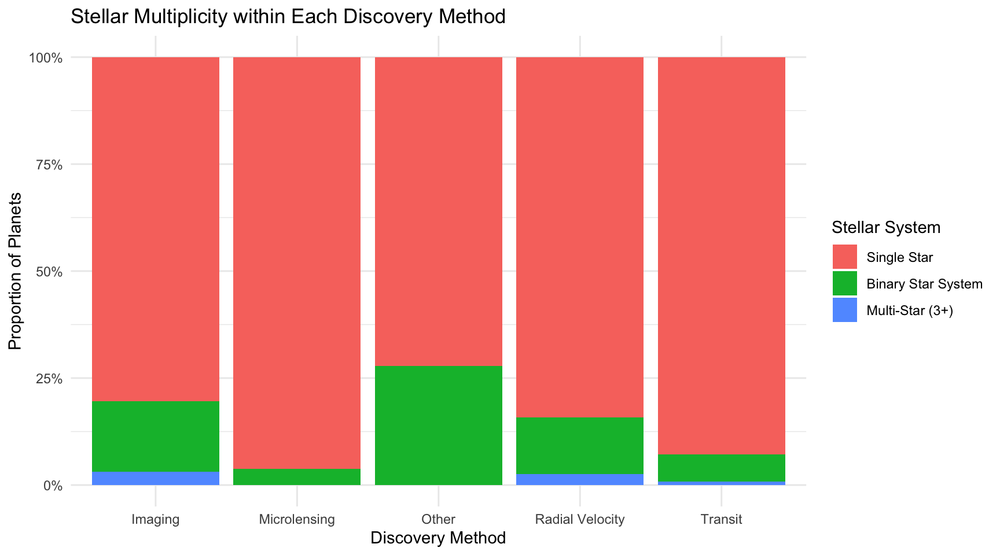 Stellar Multiplicity within Each Discovery Method
Proportion of Planets
100%
75%
50%
25%
0%
Imaging
Microlensing
Other
Radial Velocity
Transit
Discovery Method
Stellar System
Single Star
Binary Star System
Multi-Star (3+)